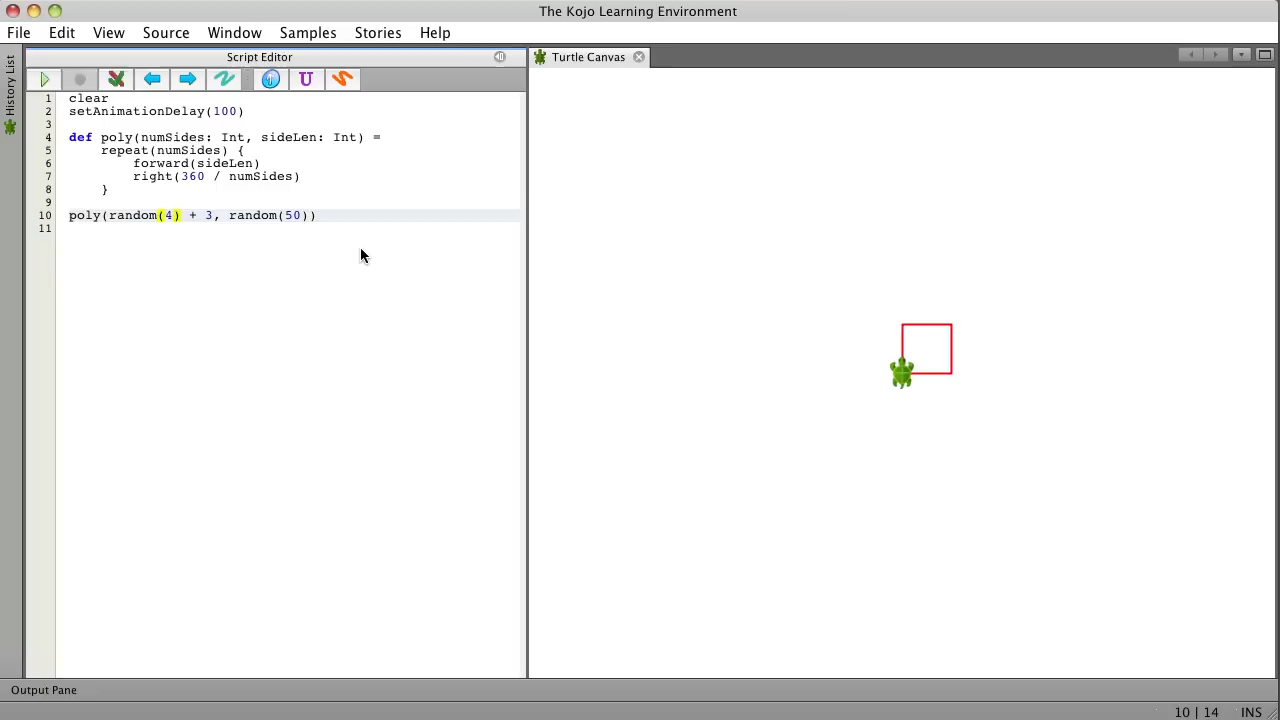 The Kojo Learning Environment
File Edit View Source Window Samples Stories Help
History List
Script Editor
Turtle Canvas
U
1 clear
2 setAnimationDelay(100)
3
4 def poly(numSides: Int, sideLen: Int) =
5     repeat(numSides) {
6         forward(sideLen)
7         right(360 / numSides)
8     }
9
10 poly(random(4) + 3, random(50))
11
Output Pane
10 | 14 INS